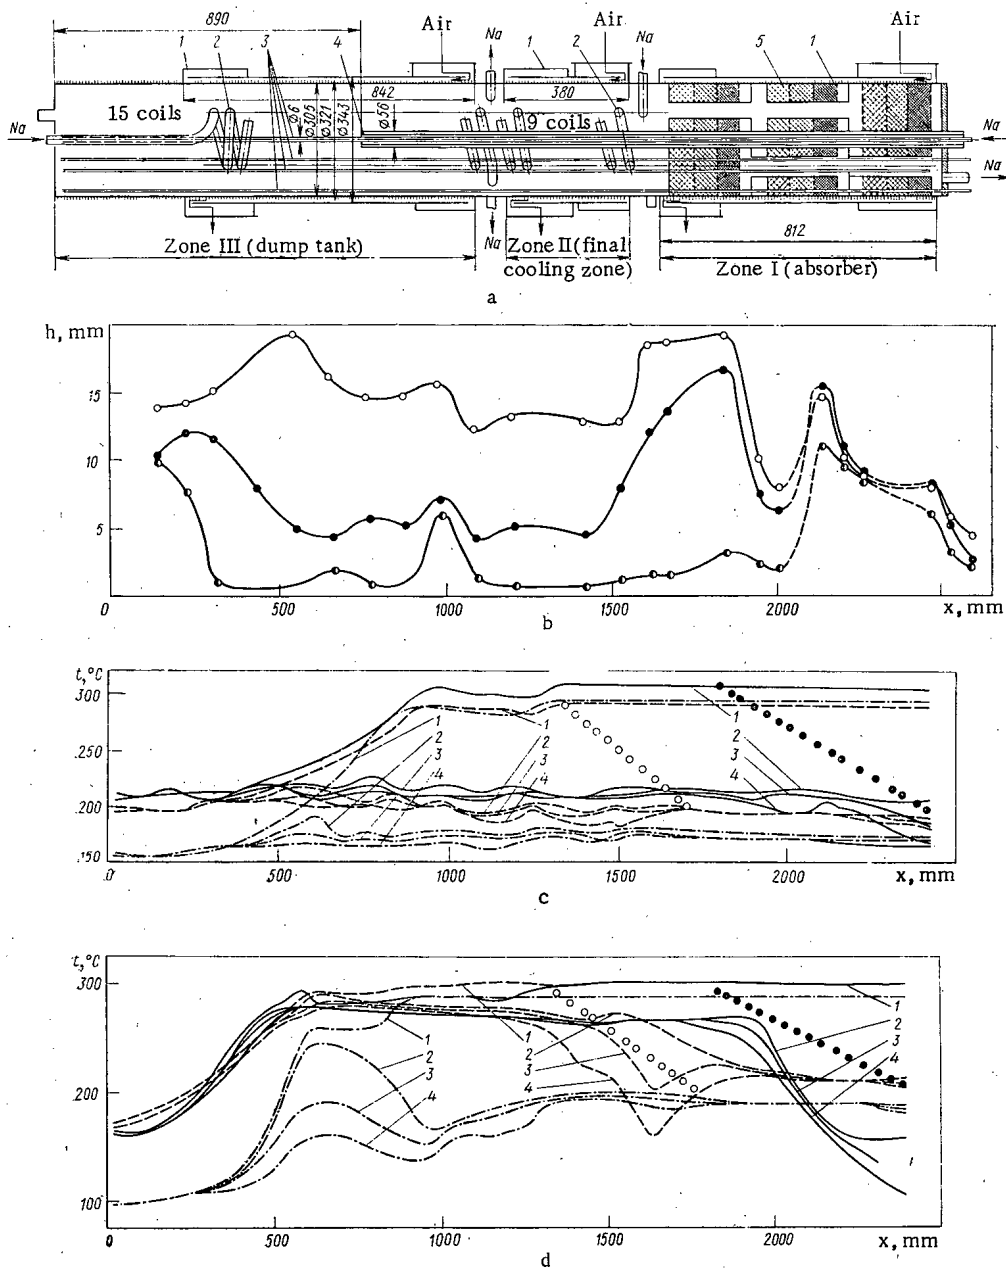 890
Air
Air
Air
1
2
3
4
Na
1
2
Na
5
1
842
380
15 coils
9 coils
Ø6
Ø305
Ø321
Ø343
Ø56
Na
Na
Na
Na
812
Zone III (dump tank)
Zone II (final
cooling zone)
Zone I (absorber)
a
h, mm
15
10
5
0
500
1000
1500
2000
x, mm
b
t, °C
300
250
200
150
1
2
3
4
1
2
3
4
1
2
3
4
0
500
1000
1500
2000
x, mm
c
t, °C
300
200
100
1
2
3
4
1
2
3
4
1
2
3
4
0
500
1000
1500
2000
x, mm
d